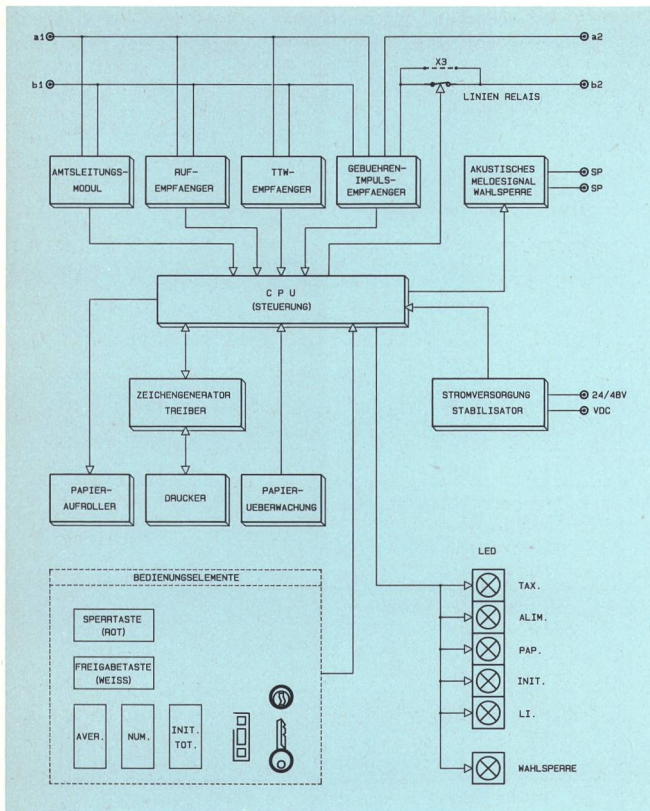 a1
a2
X3
b1
b2
LINIEN RELAIS
AMTSLEITUNGS-
MODUL
RUF-
EMPFAENGER
TTW-
EMPFAENGER
GEBUEHREN-
IMPULS-
EMPFAENGER
AKUSTISCHES
MELDESIGNAL
WAHLSPERRE
SP
SP
C P U
(STEUERUNG)
ZEICHENGENERATOR
TREIBER
STROMVERSORGUNG
STABILISATOR
24/48V
VDC
PAPIER-
AUFROLLER
DRUCKER
PAPIER-
UEBERWACHUNG
LED
BEDIENUNGSELEMENTE
TAX.
SPERRTASTE
(ROT)
ALIM.
FREIGABETASTE
(WEISS)
PAP.
INIT.
AVER.
NUM.
INIT.
TOT.
LI.
WAHLSPERRE